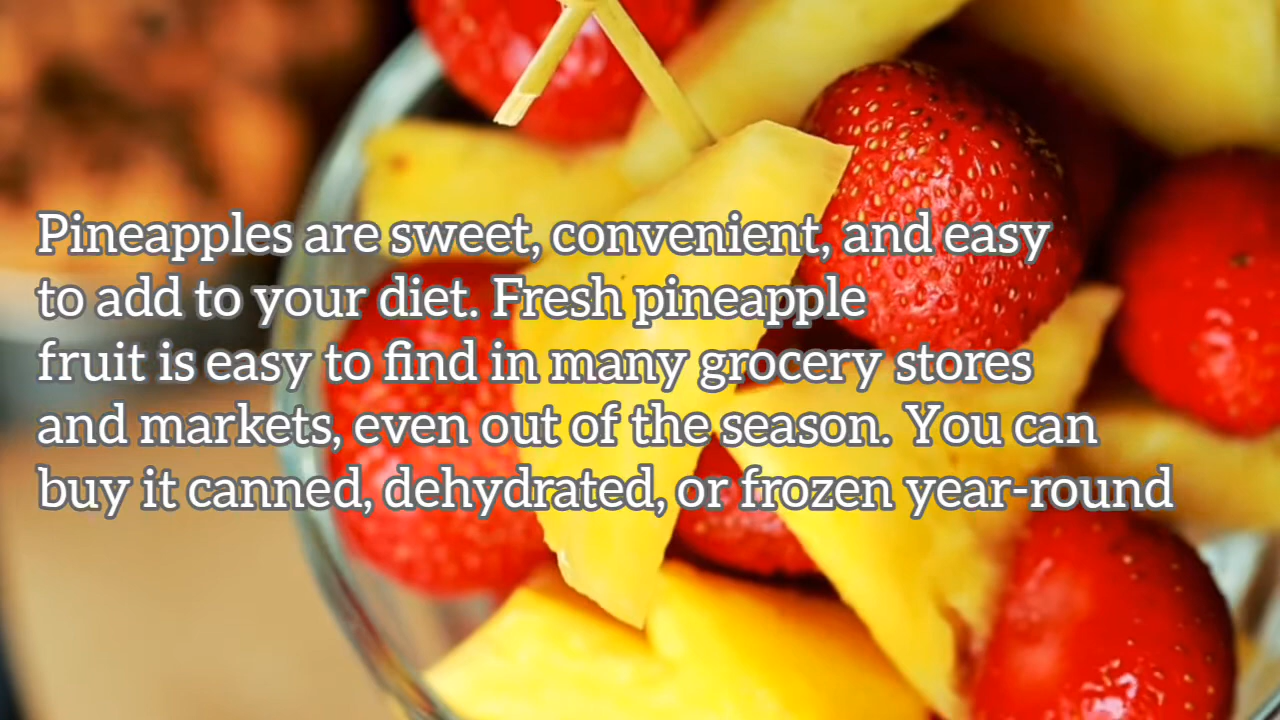 Pineapples are sweet, convenient, and easy
to add to your diet. Fresh pineapple
fruit is easy to find in many grocery stores
and markets, even out of the season. You can
buy it canned, dehydrated, or frozen year-round